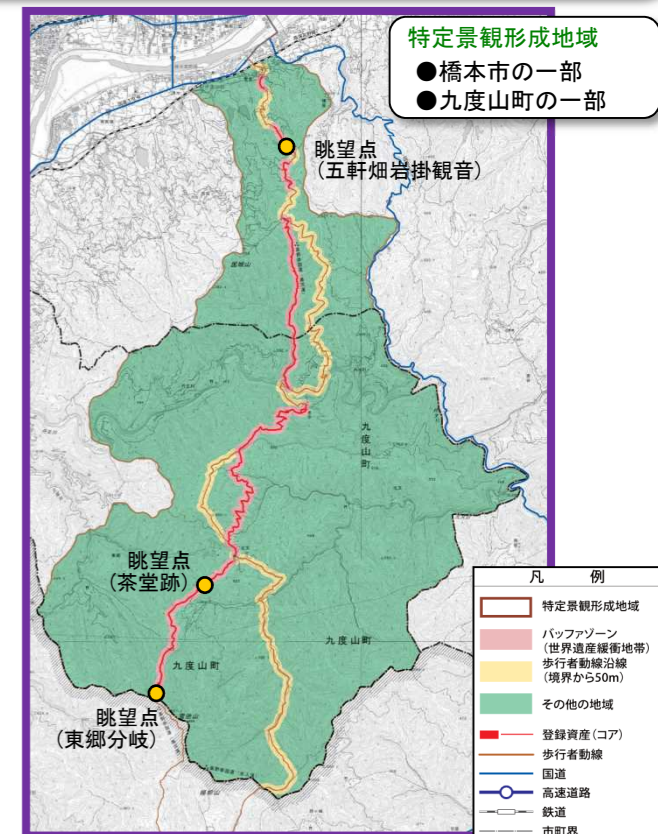 特定景観形成地域
●橋本市の一部
●九度山町の一部
眺望点
(五軒畑岩掛観音)
九度山町
眺望点
(茶堂跡)
九度山町
九度山町
眺望点
(東郷分岐)
凡 例
特定景観形成地域
バッファゾーン
(世界遺産緩衝地帯)
歩行者動線沿線
(境界から50m)
その他の地域
登録資産(コア)
歩行者動線
国道
高速道路
鉄道
市町界